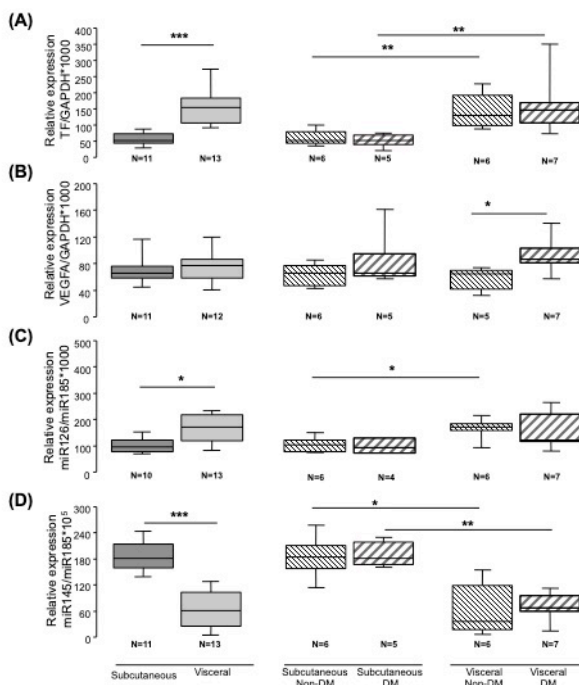 (A)
Relative expression
TF/GAPDH*1000
400
350
300
250
200
150
100
50
0
***
**
**
N=11
N=13
N=6
N=5
N=6
N=7
(B)
Relative expression
VEGFA/GAPDH*1000
200
160
120
80
40
0
*
N=11
N=12
N=6
N=5
N=5
N=7
(C)
Relative expression
miR126/miR185*1000
500
300
200
100
0
*
*
N=10
N=13
N=6
N=4
N=6
N=7
(D)
Relative expression
miR145/miR185*10⁵
300
240
180
120
60
0
***
*
**
N=11
N=13
N=6
N=5
N=6
N=7
Subcutaneous
Visceral
Subcutaneous
Non-DM
Subcutaneous
DM
Visceral
Non-DM
Visceral
DM